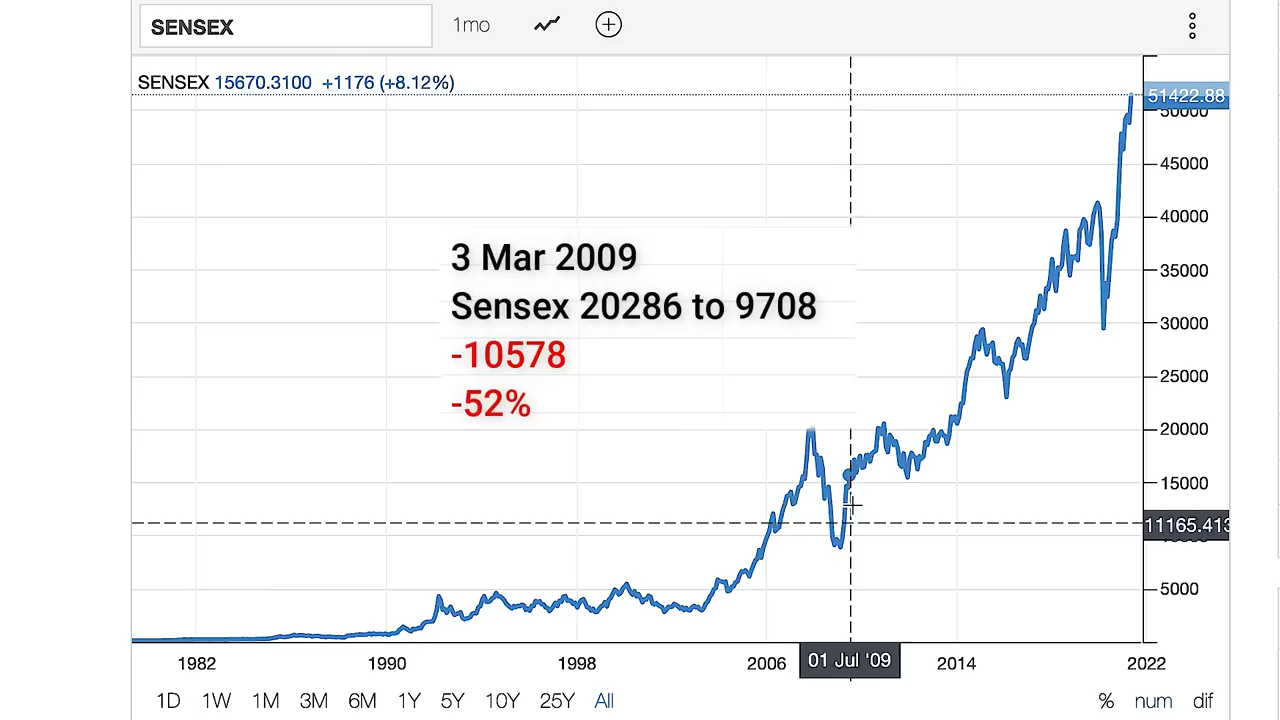 SENSEX
1mo
SENSEX 15670.3100 +1176 (+8.12%)
51422.88
50000
45000
40000
3 Mar 2009
Sensex 20286 to 9708
-10578
-52%
35000
30000
25000
20000
15000
11165.413
10000
5000
1982 1990 1998 2006 01 Jul '09 2014 2022
1D 1W 1M 3M 6M 1Y 5Y 10Y 25Y All % num dif